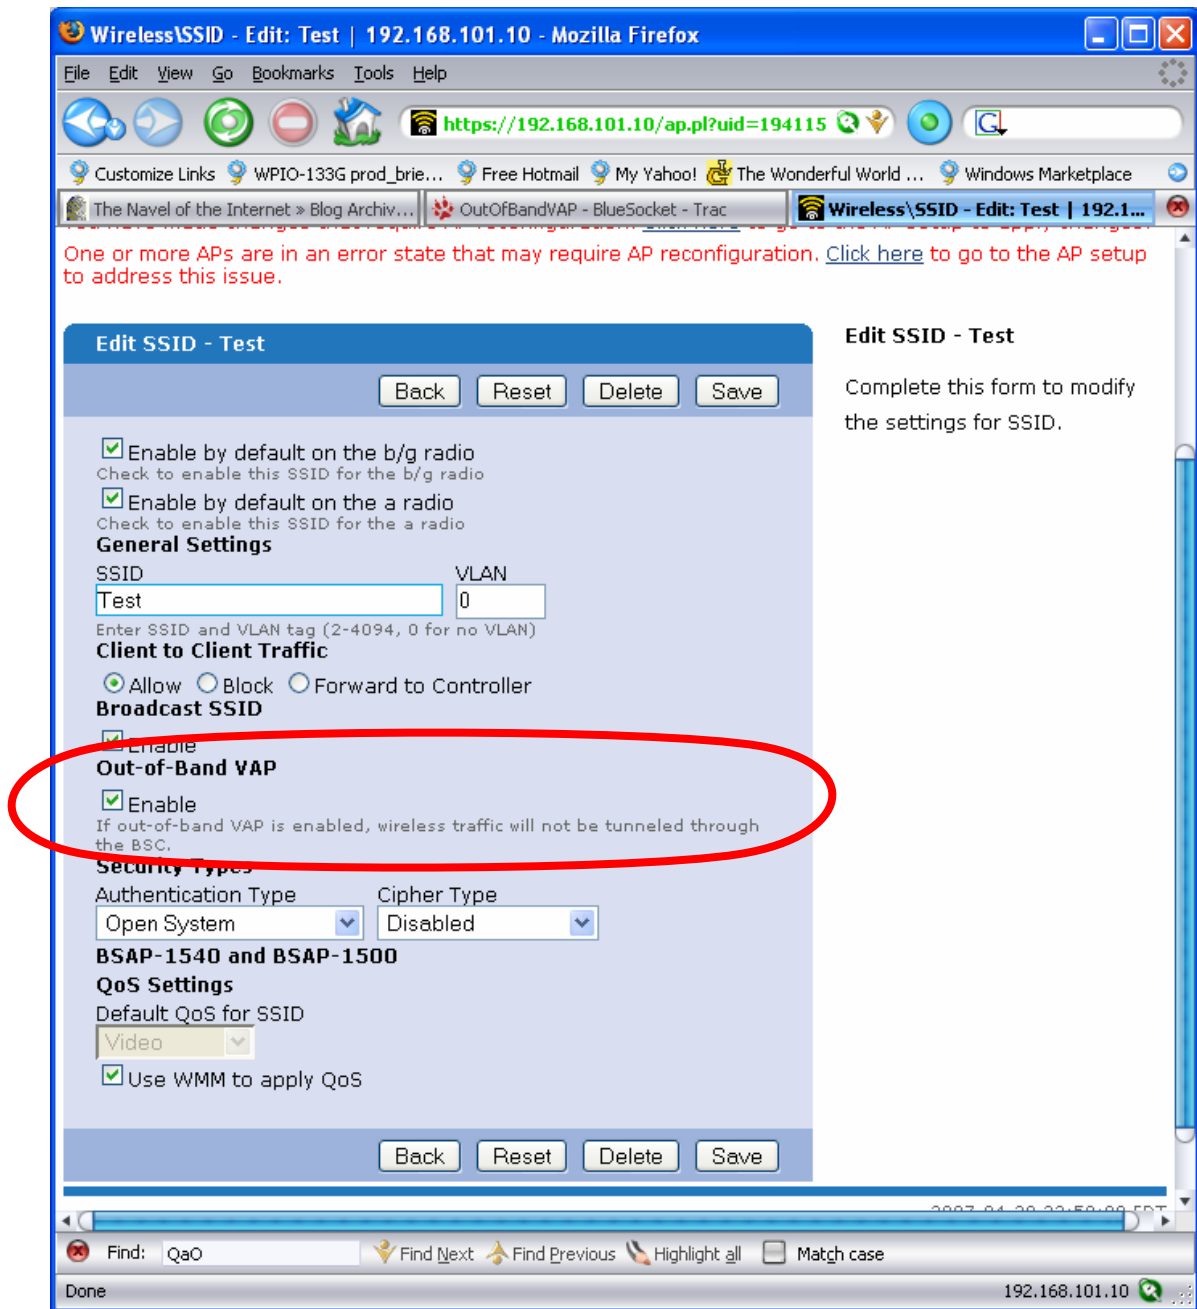 Wireless\SSID - Edit: Test | 192.168.101.10 - Mozilla Firefox
File Edit View Go Bookmarks Tools Help
https://192.168.101.10/ap.pl?uid=194115
Customize Links WPIO-133G prod_brie... Free Hotmail My Yahoo! The Wonderful World ... Windows Marketplace
The Navel of the Internet » Blog Archiv... OutOfBandVAP - BlueSocket - Trac Wireless\SSID - Edit: Test | 192.1...
One or more APs are in an error state that may require AP reconfiguration. Click here to go to the AP setup
to address this issue.
Edit SSID - Test
Back Reset Delete Save
Enable by default on the b/g radio
Check to enable this SSID for the b/g radio
Enable by default on the a radio
Check to enable this SSID for the a radio
General Settings
SSID VLAN
Test 0
Enter SSID and VLAN tag (2-4094, 0 for no VLAN)
Client to Client Traffic
Allow Block Forward to Controller
Broadcast SSID
Enable
Out-of-Band VAP
Enable
If out-of-band VAP is enabled, wireless traffic will not be tunneled through
the BSC.
Security Types
Authentication Type Cipher Type
Open System Disabled
BSAP-1540 and BSAP-1500
QoS Settings
Default QoS for SSID
Video
Use WMM to apply QoS
Back Reset Delete Save
Edit SSID - Test
Complete this form to modify
the settings for SSID.
Find: QaO Find Next Find Previous Highlight all Match case
Done 192.168.101.10